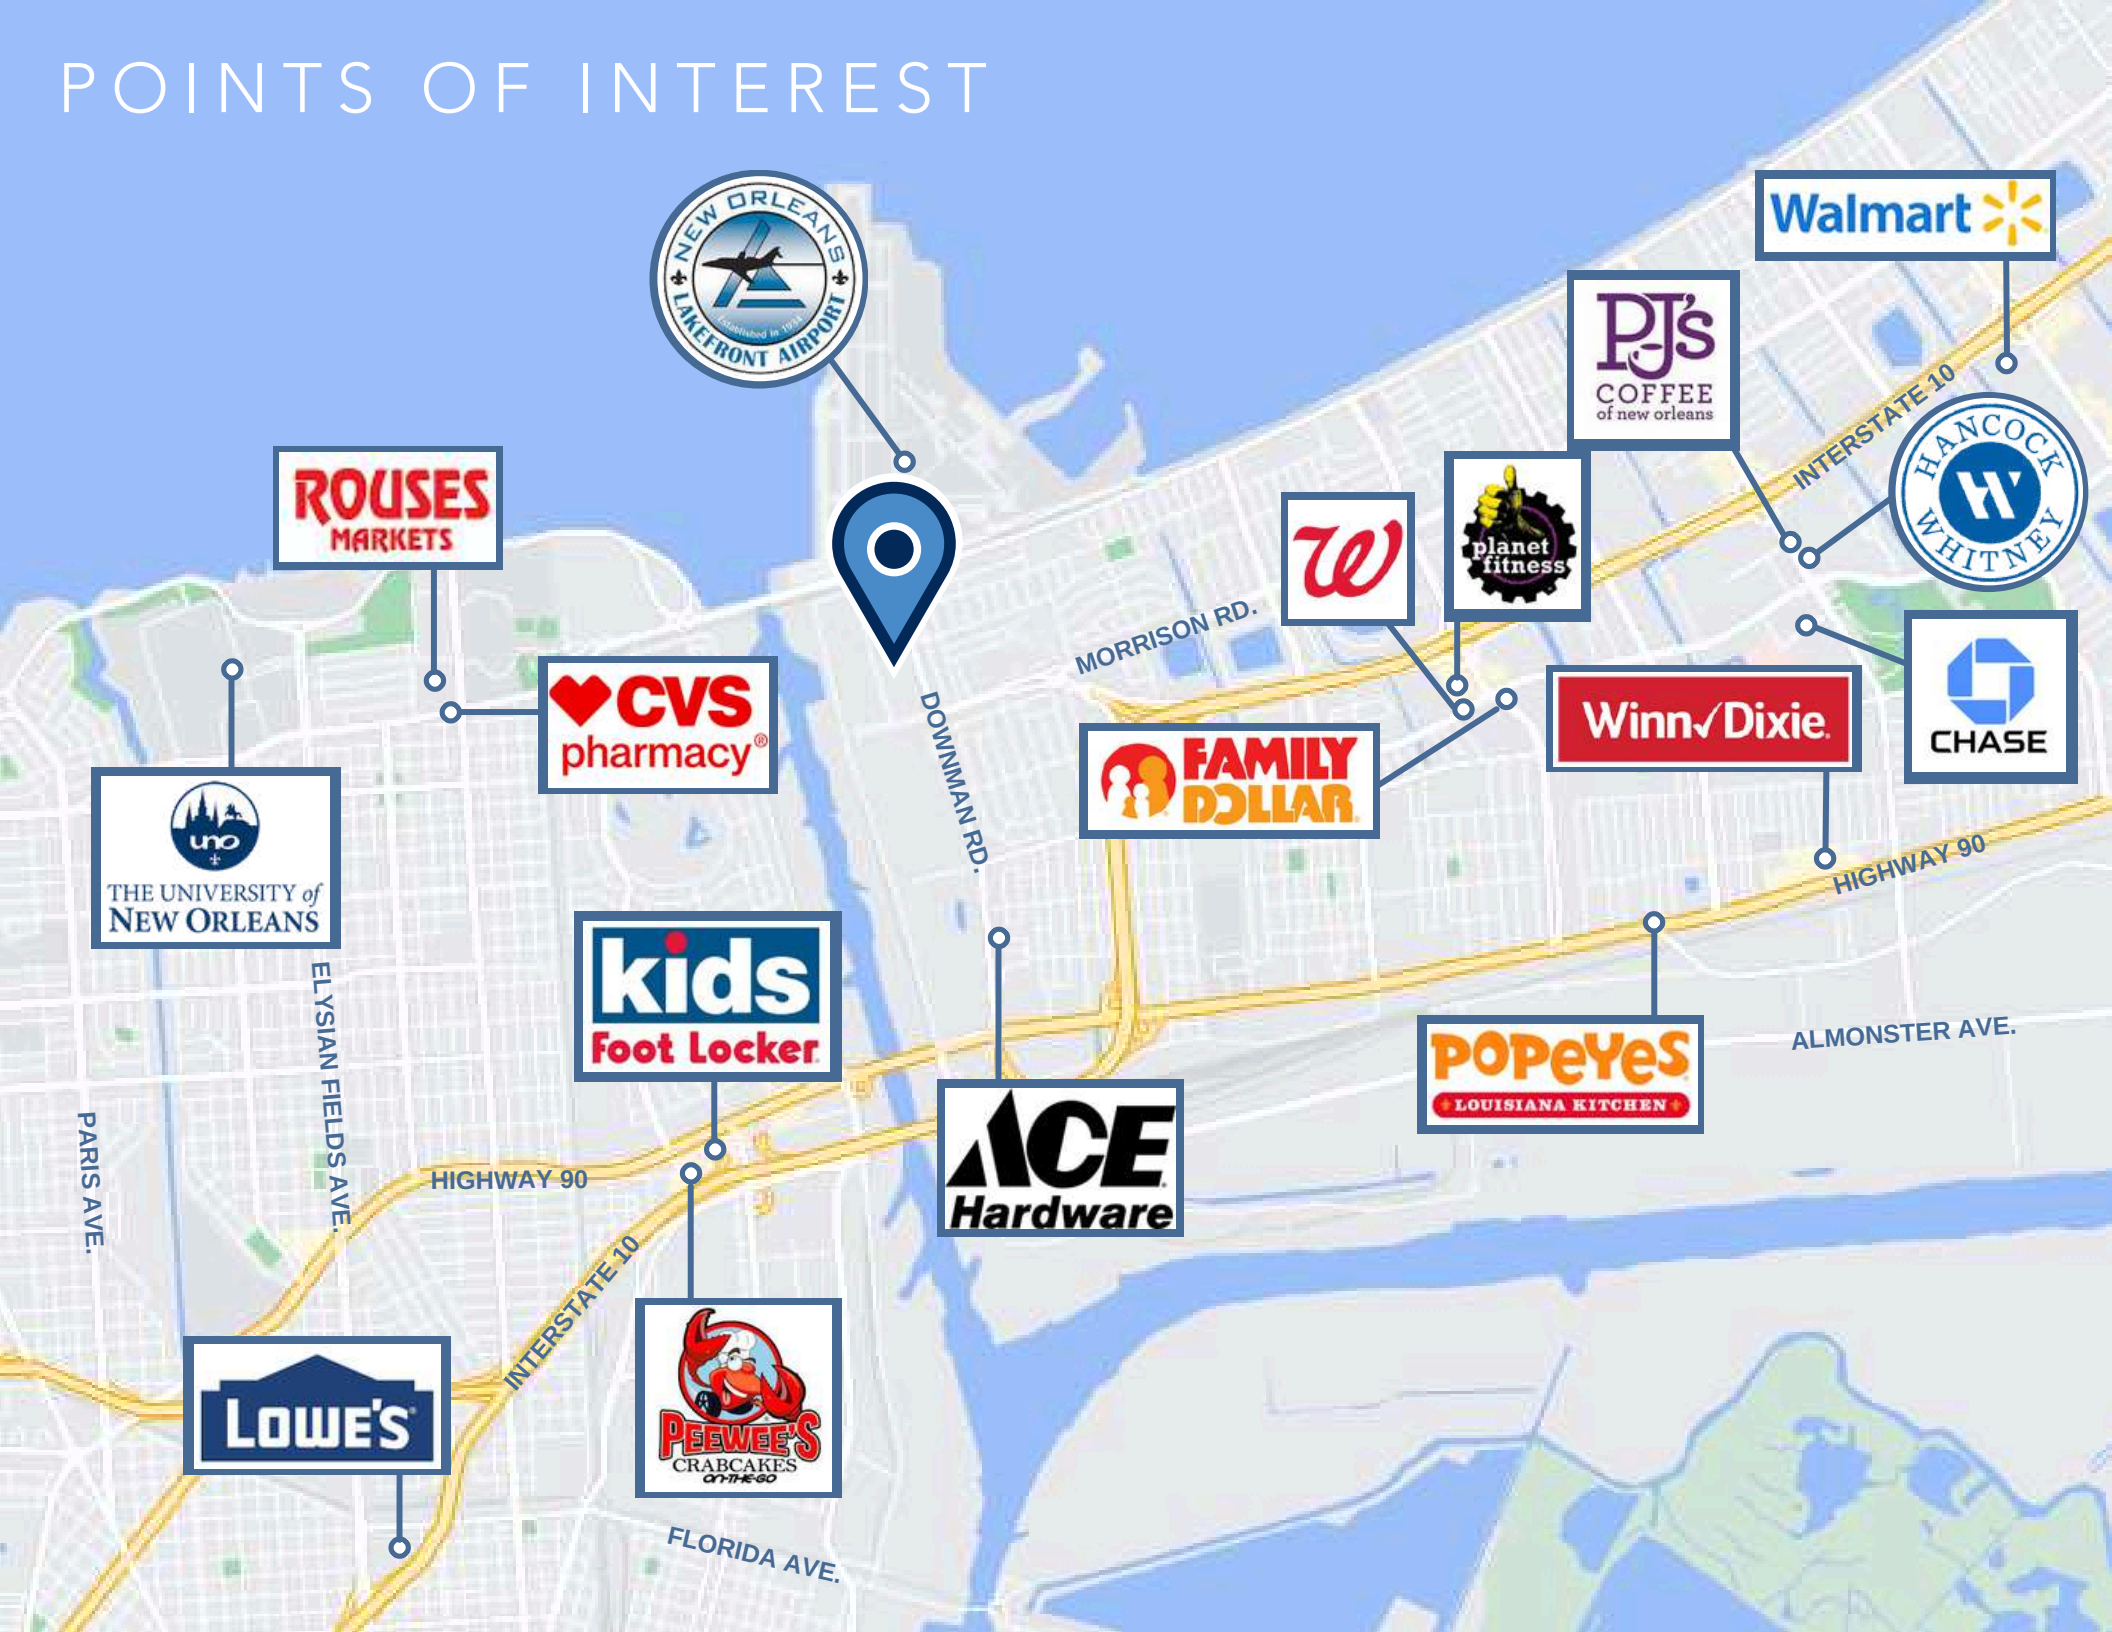 POINTS OF INTEREST
NEW ORLEANS
LAKEFRONT AIRPORT
Established in 1934
Walmart
PJ's
COFFEE
of new orleans
INTERSTATE 10
HANCOCK
WHITNEY
ROUSES
MARKETS
W
planet
fitness
MORRISON RD.
CVS
pharmacy®
Winn✓Dixie
CHASE
DOWNMAN RD.
FAMILY
DOLLAR
uno
THE UNIVERSITY of
NEW ORLEANS
HIGHWAY 90
kids
Foot Locker
ELYSIAN FIELDS AVE.
POPEYES
LOUISIANA KITCHEN
ALMONSTER AVE.
ACE
Hardware
PARIS AVE.
HIGHWAY 90
INTERSTATE 10
LOWE'S
PEEWEE'S
CRABCAKES
ON-THE-GO
FLORIDA AVE.